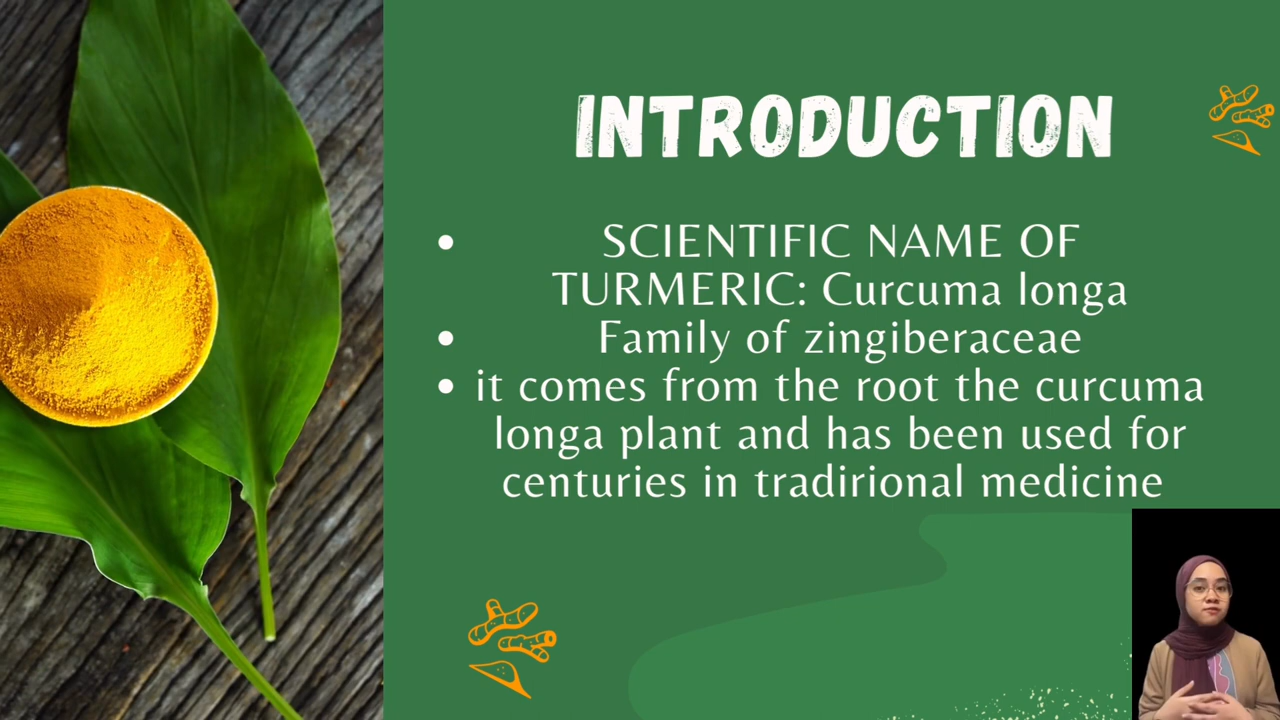 INTRODUCTION
• SCIENTIFIC NAME OF
TURMERIC: Curcuma longa
• Family of zingiberaceae
• it comes from the root the curcuma
longa plant and has been used for
centuries in tradirional medicine